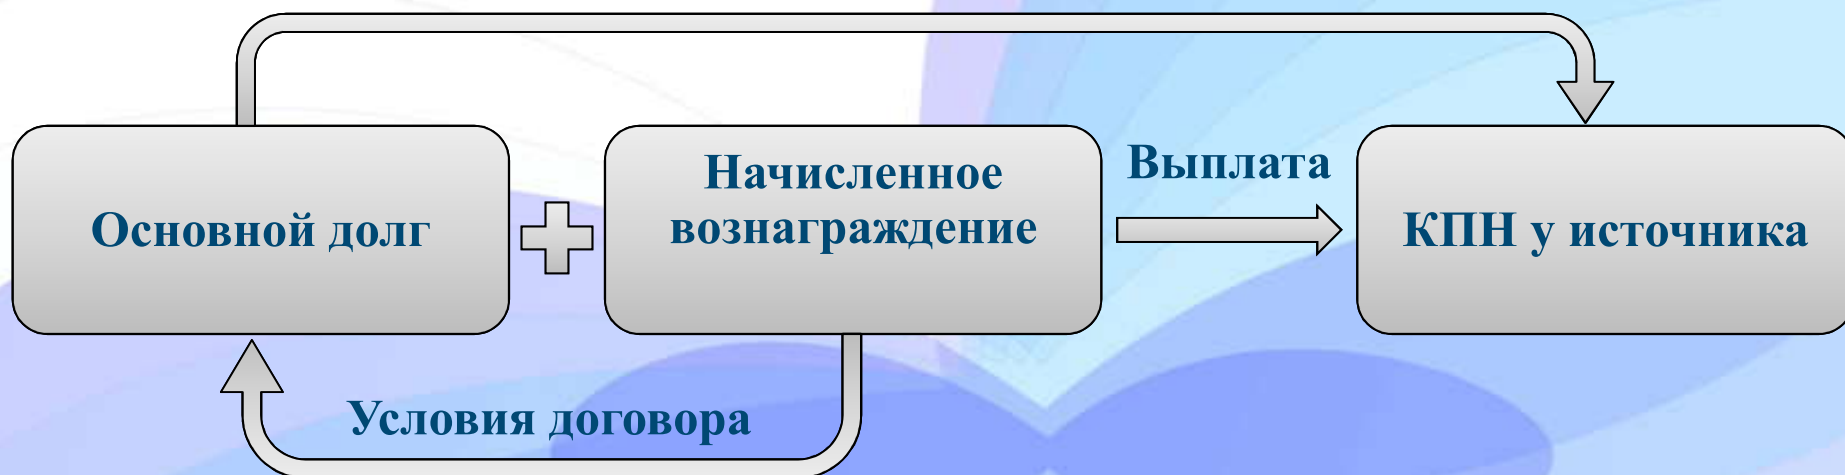 Основной долг
Начисленное
вознаграждение
Выплата
КПН у источника
Условия договора